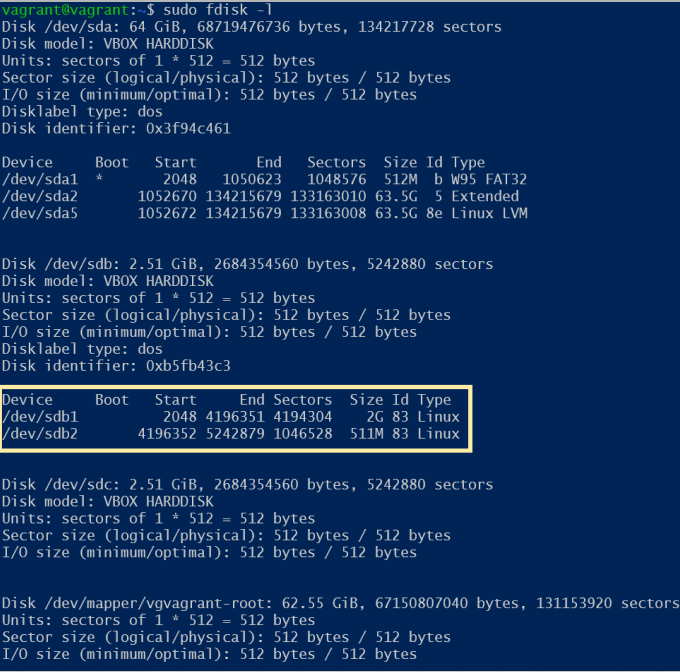 vagrant@vagrant:~$ sudo fdisk -l
Disk /dev/sda: 64 GiB, 68719476736 bytes, 134217728 sectors
Disk model: VBOX HARDDISK
Units: sectors of 1 * 512 = 512 bytes
Sector size (logical/physical): 512 bytes / 512 bytes
I/O size (minimum/optimal): 512 bytes / 512 bytes
Disklabel type: dos
Disk identifier: 0x3f94c461
Device     Boot   Start       End   Sectors  Size Id Type
/dev/sda1  *       2048   1050623   1048576  512M  b W95 FAT32
/dev/sda2       1052670 134215679 133163010 63.5G  5 Extended
/dev/sda5       1052672 134215679 133163008 63.5G 8e Linux LVM
Disk /dev/sdb: 2.51 GiB, 2684354560 bytes, 5242880 sectors
Disk model: VBOX HARDDISK
Units: sectors of 1 * 512 = 512 bytes
Sector size (logical/physical): 512 bytes / 512 bytes
I/O size (minimum/optimal): 512 bytes / 512 bytes
Disklabel type: dos
Disk identifier: 0xb5fb43c3
Device     Boot   Start     End Sectors  Size Id Type
/dev/sdb1          2048 4196351 4194304    2G 83 Linux
/dev/sdb2       4196352 5242879 1046528  511M 83 Linux
Disk /dev/sdc: 2.51 GiB, 2684354560 bytes, 5242880 sectors
Disk model: VBOX HARDDISK
Units: sectors of 1 * 512 = 512 bytes
Sector size (logical/physical): 512 bytes / 512 bytes
I/O size (minimum/optimal): 512 bytes / 512 bytes
Disk /dev/mapper/vgvagrant-root: 62.55 GiB, 67150807040 bytes, 131153920 sectors
Units: sectors of 1 * 512 = 512 bytes
Sector size (logical/physical): 512 bytes / 512 bytes
I/O size (minimum/optimal): 512 bytes / 512 bytes